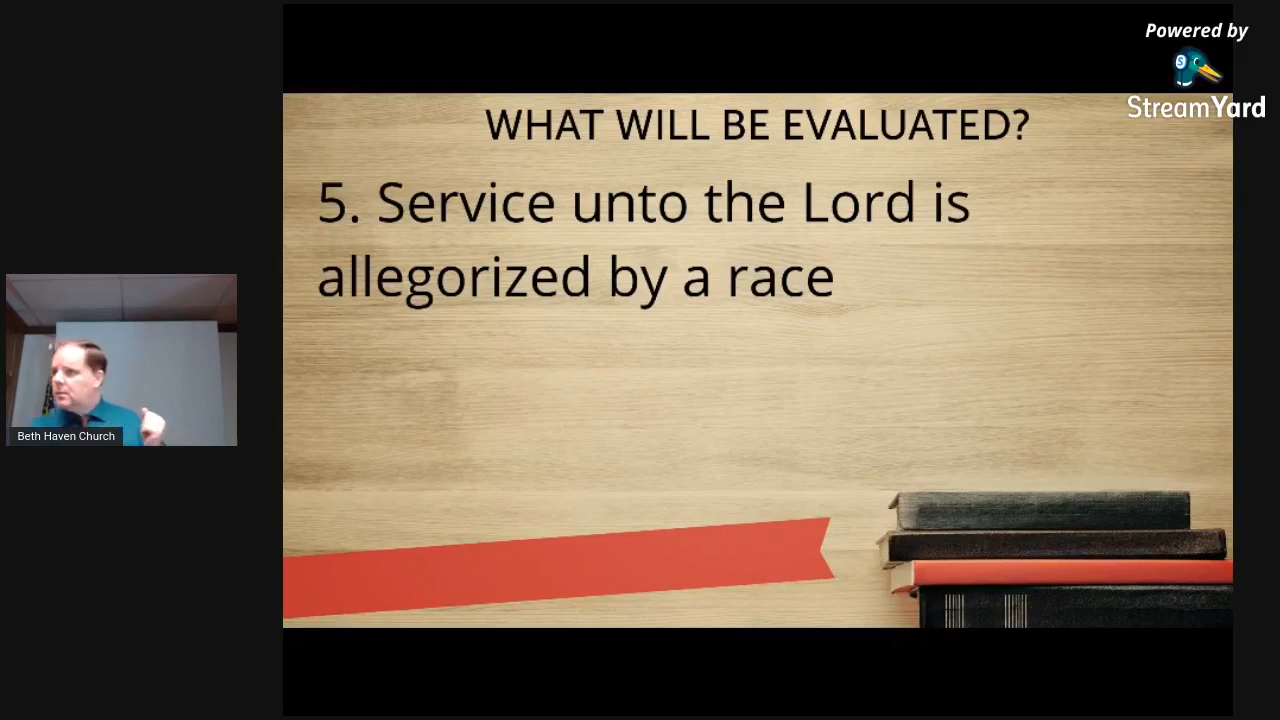 Powered by
StreamYard
WHAT WILL BE EVALUATED?
5. Service unto the Lord is
allegorized by a race
Beth Haven Church